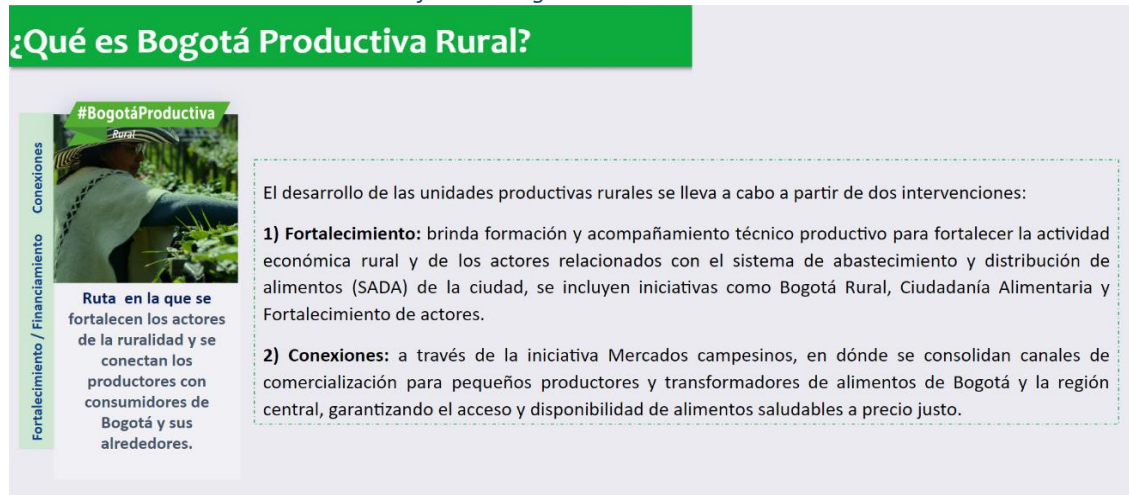 ¿Qué es Bogotá Productiva Rural?
#BogotáProductiva
Rural
Conexiones
Fortalecimiento / Financiamiento
Ruta en la que se
fortalecen los actores
de la ruralidad y se
conectan los
productores con
consumidores de
Bogotá y sus
alrededores.
El desarrollo de las unidades productivas rurales se lleva a cabo a partir de dos intervenciones:
1) Fortalecimiento: brinda formación y acompañamiento técnico productivo para fortalecer la actividad
económica rural y de los actores relacionados con el sistema de abastecimiento y distribución de
alimentos (SADA) de la ciudad, se incluyen iniciativas como Bogotá Rural, Ciudadanía Alimentaria y
Fortalecimiento de actores.
2) Conexiones: a través de la iniciativa Mercados campesinos, en dónde se consolidan canales de
comercialización para pequeños productores y transformadores de alimentos de Bogotá y la región
central, garantizando el acceso y disponibilidad de alimentos saludables a precio justo.